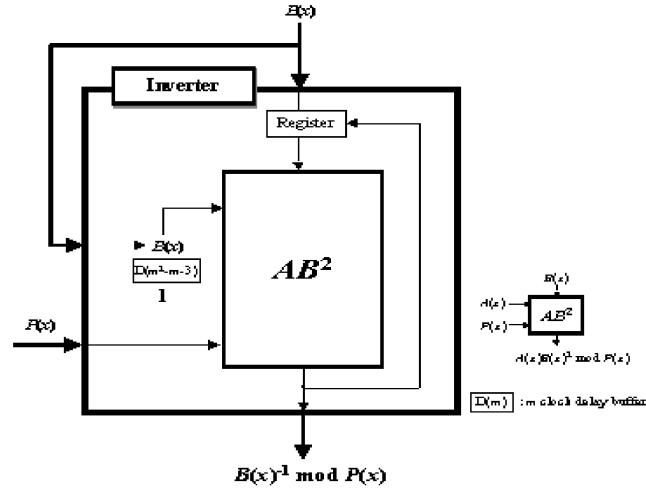 B(x)
Inverter
Register
B(x)
D(m²-m-3)
1
AB²
P(x)
B(x)⁻¹ mod P(x)
B(x)
A(x)
P(x)
AB²
A(x)B(x)² mod P(x)
D(m) : m clock delay buffer